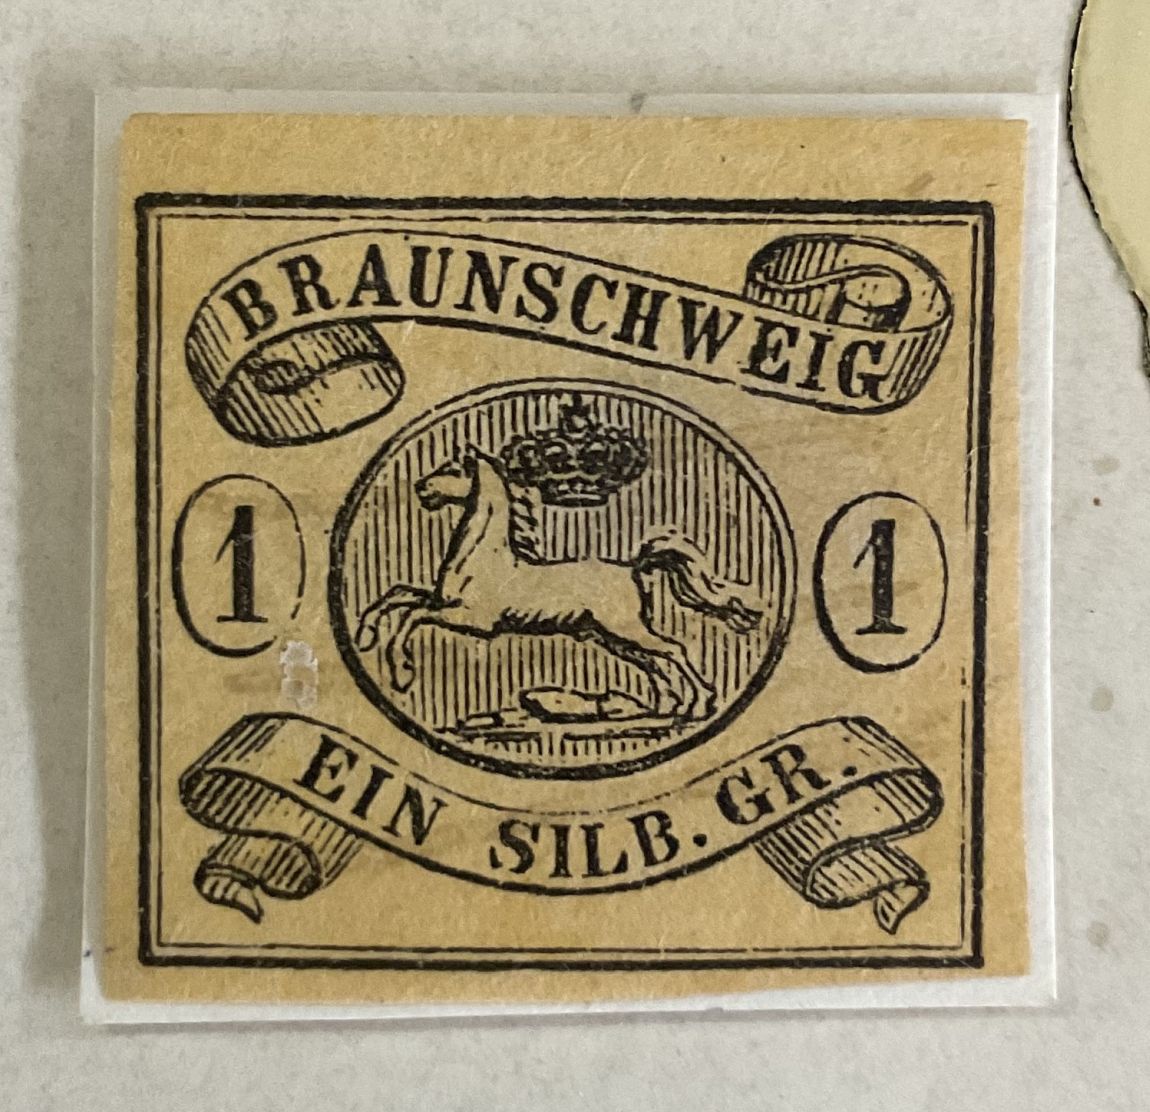 BRAUNSCHWEIG
1 1
EIN SILB. GR.